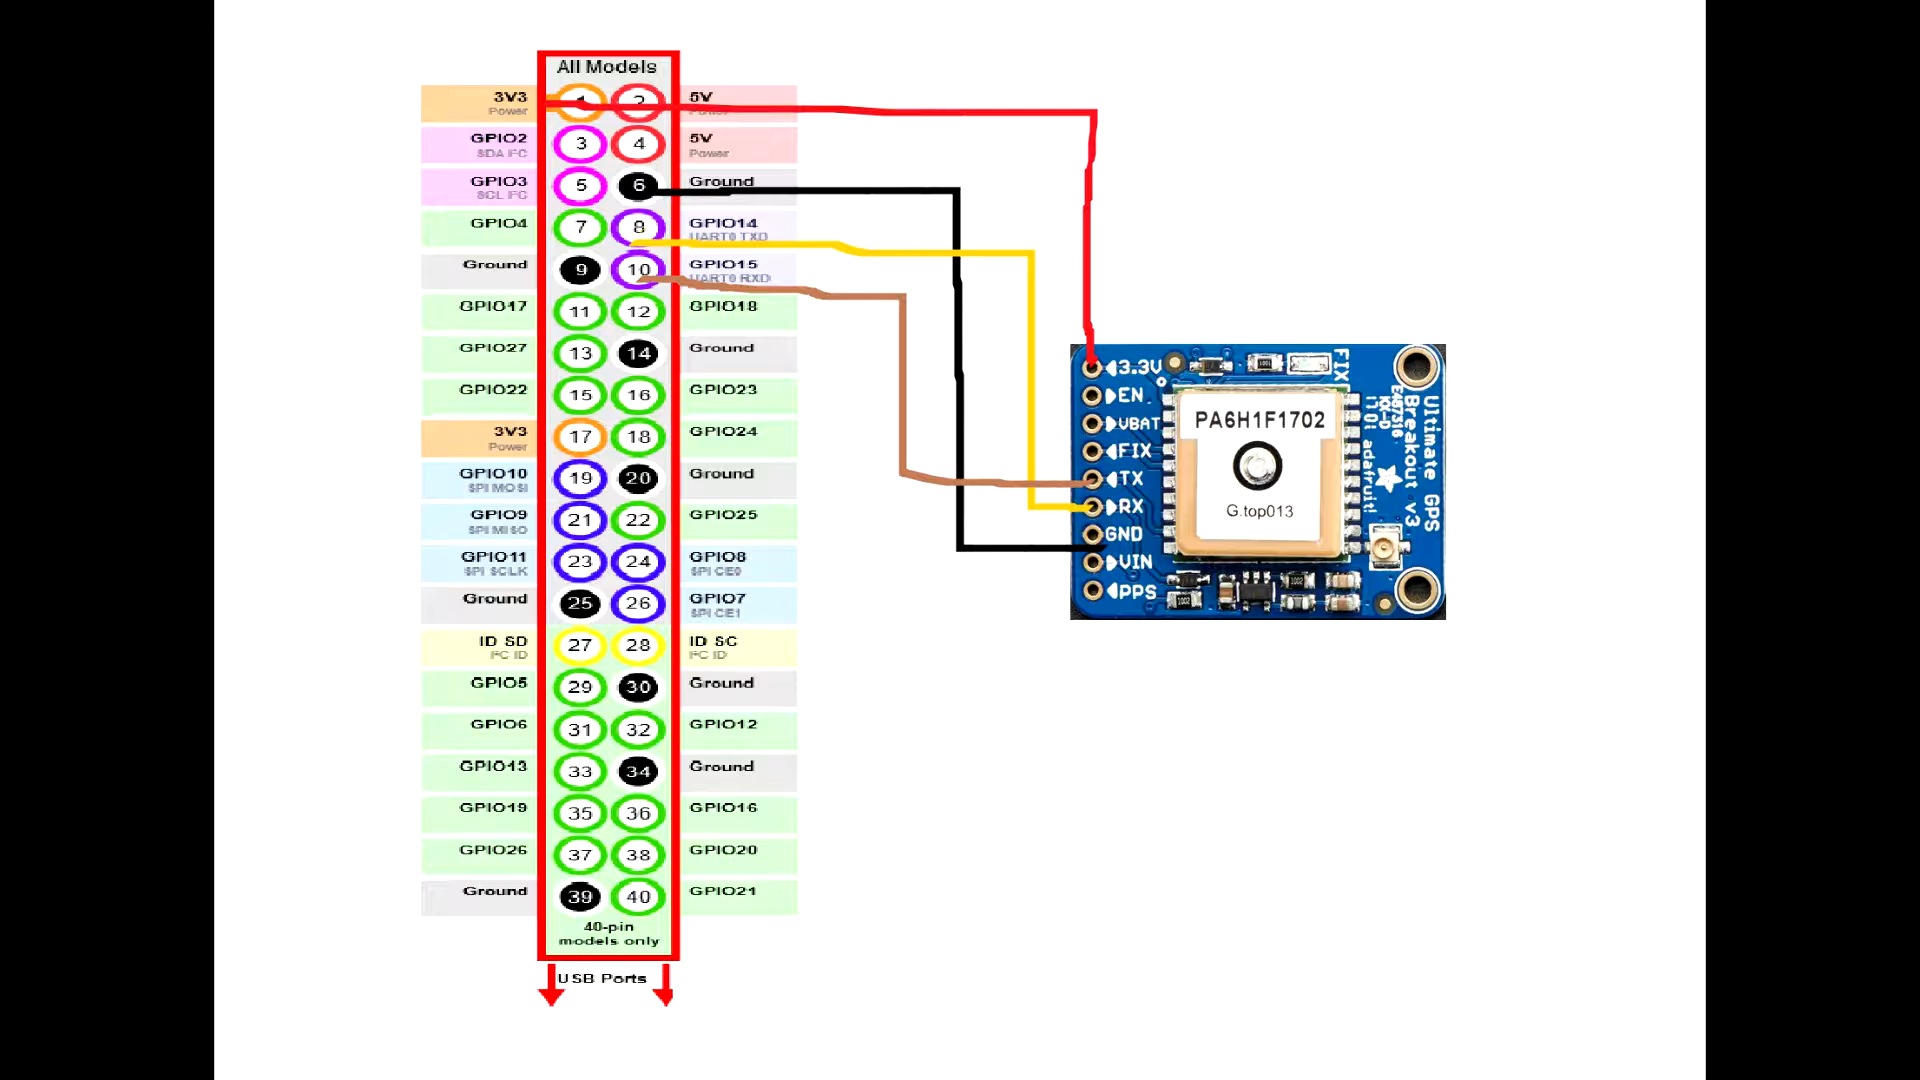 All Models
3V3
Power
1
2
5V
Power
GPIO2
SDA I²C
3
4
5V
Power
GPIO3
SCL I²C
5
6
Ground
GPIO4
7
8
GPIO14
UART0 TXD
Ground
9
10
GPIO15
UART0 RXD
GPIO17
11
12
GPIO18
GPIO27
13
14
Ground
GPIO22
15
16
GPIO23
3V3
Power
17
18
GPIO24
GPIO10
SPI MOSI
19
20
Ground
GPIO9
SPI MISO
21
22
GPIO25
GPIO11
SPI SCLK
23
24
GPIO8
SPI CE0
Ground
25
26
GPIO7
SPI CE1
ID SD
I²C ID
27
28
ID SC
I²C ID
GPIO5
29
30
Ground
GPIO6
31
32
GPIO12
GPIO13
33
34
Ground
GPIO19
35
36
GPIO16
GPIO26
37
38
GPIO20
Ground
39
40
GPIO21
40-pin
models only
USB Ports
3.3V
EN
VBAT
FIX
TX
RX
GND
VIN
PPS
FIX
PA6H1F1702
G.top013
Ultimate GPS
Breakout v3
adafruit!
1001
1002
1002
1002